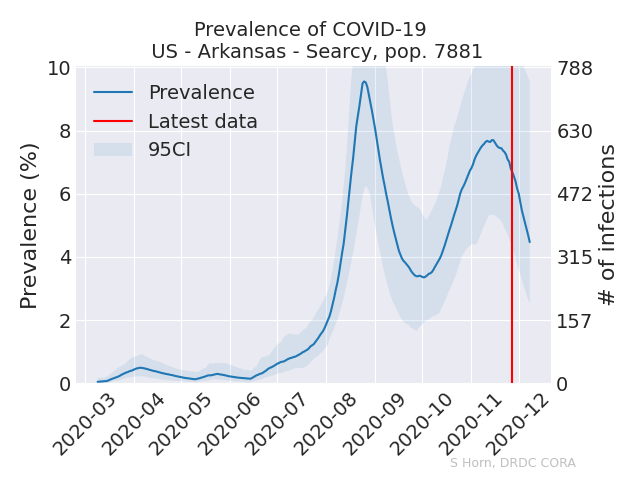 Prevalence of COVID-19
US - Arkansas - Searcy, pop. 7881
Prevalence
Latest data
95CI
Prevalence (%)
10
8
6
4
2
0
# of infections
788
630
472
315
157
0
2020-03
2020-04
2020-05
2020-06
2020-07
2020-08
2020-09
2020-10
2020-11
2020-12
S Horn, DRDC CORA